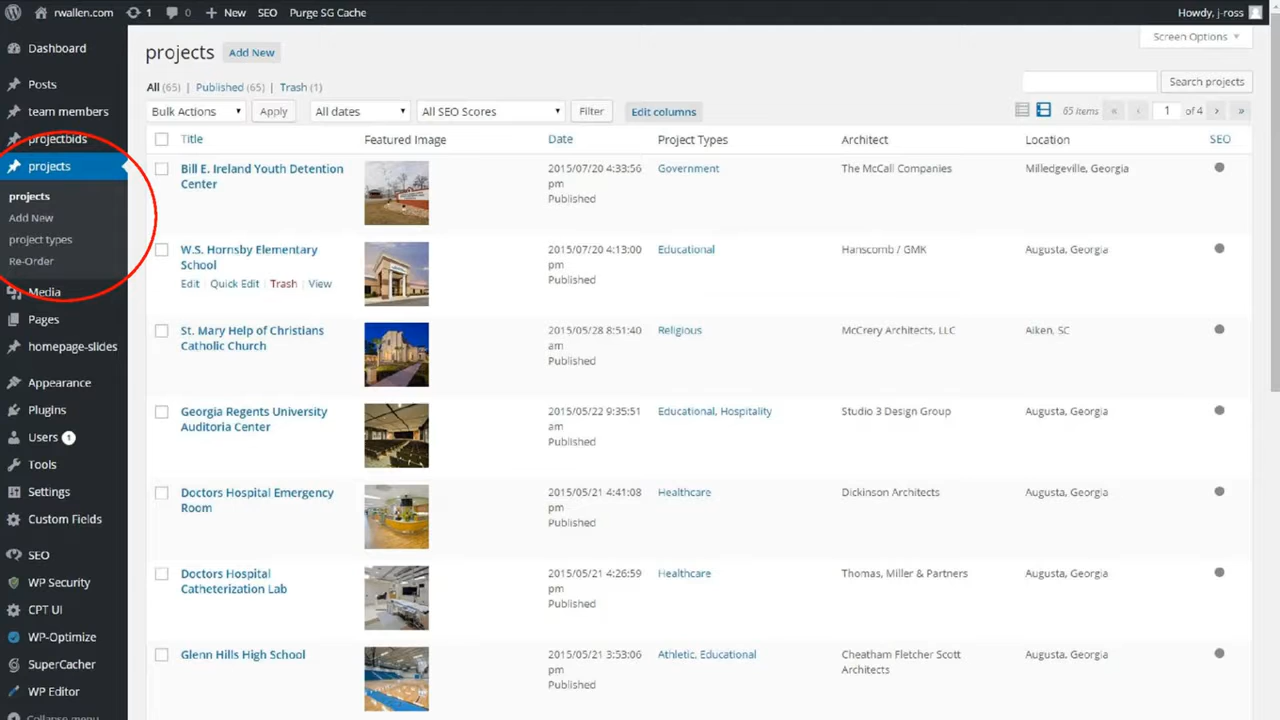 rwallen.com 1 0 New SEO Purge SG Cache Howdy, j-ross
Dashboard
Posts
team members
projectbids
projects
projects
Add New
project types
Re-Order
Media
Pages
homepage-slides
Appearance
Plugins
Users 1
Tools
Settings
Custom Fields
SEO
WP Security
CPT UI
WP-Optimize
SuperCacher
WP Editor
Collapse menu
projects Add New Screen Options
All (65) | Published (65) | Trash (1) Search projects
Bulk Actions Apply All dates All SEO Scores Filter Edit columns 65 items « ‹ 1 of 4 › »
Title Featured Image Date Project Types Architect Location SEO
Bill E. Ireland Youth Detention 2015/07/20 4:33:56 Government The McCall Companies Milledgeville, Georgia
Center pm
Published
W.S. Hornsby Elementary 2015/07/20 4:13:00 Educational Hanscomb / GMK Augusta, Georgia
School pm
Edit | Quick Edit | Trash | View Published
St. Mary Help of Christians 2015/05/28 8:51:40 Religious McCrery Architects, LLC Aiken, SC
Catholic Church am
Published
Georgia Regents University 2015/05/22 9:35:51 Educational, Hospitality Studio 3 Design Group Augusta, Georgia
Auditoria Center am
Published
Doctors Hospital Emergency 2015/05/21 4:41:08 Healthcare Dickinson Architects Augusta, Georgia
Room pm
Published
Doctors Hospital 2015/05/21 4:26:59 Healthcare Thomas, Miller & Partners Augusta, Georgia
Catheterization Lab pm
Published
Glenn Hills High School 2015/05/21 3:53:06 Athletic, Educational Cheatham Fletcher Scott Augusta, Georgia
pm Architects
Published